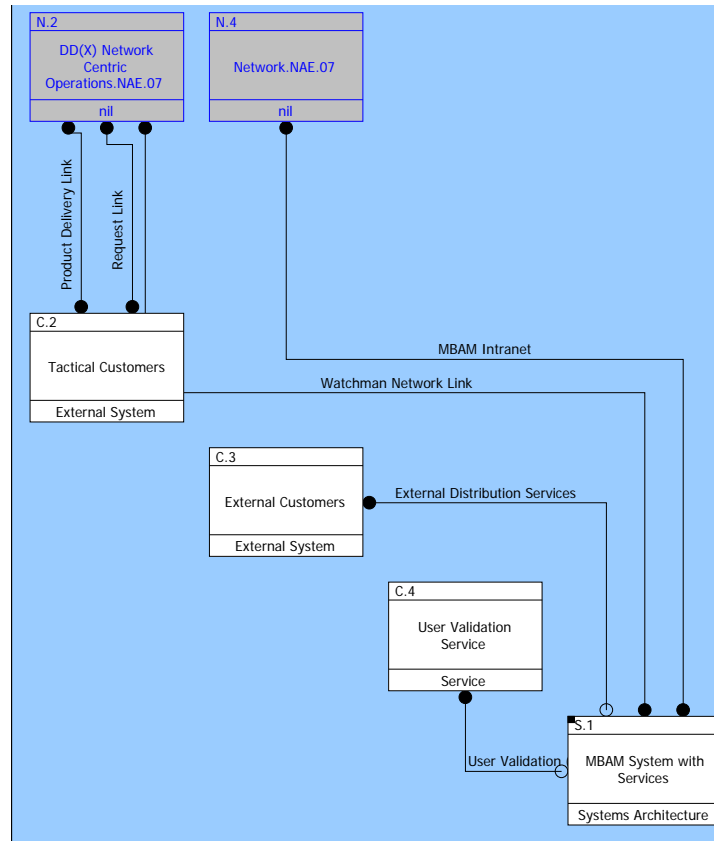 N.2
DD(X) Network
Centric
Operations.NAE.07
nil
N.4
Network.NAE.07
nil
Product Delivery Link
Request Link
C.2
Tactical Customers
External System
MBAM Intranet
Watchman Network Link
C.3
External Customers
External System
External Distribution Services
C.4
User Validation
Service
Service
User Validation
S.1
MBAM System with
Services
Systems Architecture